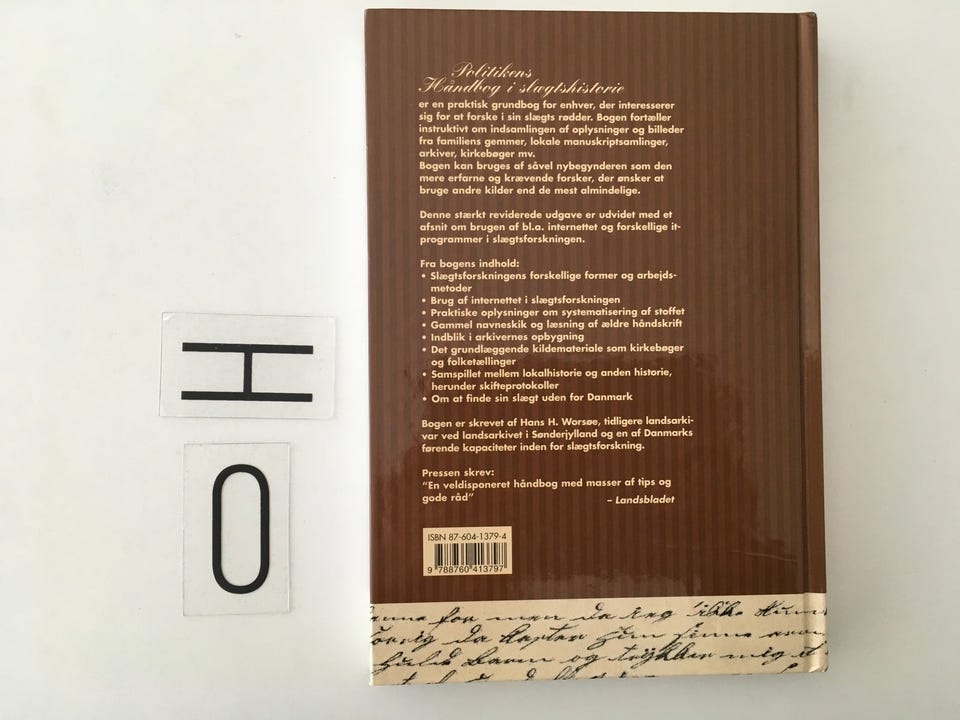 Politikens
Håndbog i slægtshistorie
er en praktisk grundbog for enhver, der interesserer
sig for at forske i sin slægts rødder. Bogen fortæller
instruktivt om indsamlingen af oplysninger og billeder
fra familiens gemmer, lokale manuskriptsamlinger,
arkiver, kirkebøger mv.
Bogen kan bruges af såvel nybegynderen som den
mere erfarne og krævende forsker, der ønsker at
bruge andre kilder end de mest almindelige.
Denne stærkt reviderede udgave er udvidet med et
afsnit om brugen af bl.a. internettet og forskellige it-
programmer i slægtsforskningen.
Fra bogens indhold:
• Slægtsforskningens forskellige former og arbejds-
metoder
• Brug af internettet i slægtsforskningen
• Praktiske oplysninger om systematisering af stoffet
• Gammel navneskik og læsning af ældre håndskrift
• Indblik i arkivernes opbygning
• Det grundlæggende kildemateriale som kirkebøger
og folketællinger
• Samspillet mellem lokalhistorie og anden historie,
herunder skifteprotokoller
• Om at finde sin slægt uden for Danmark
Bogen er skrevet af Hans H. Worsøe, tidligere landsarki-
var ved landsarkivet i Sønderjylland og en af Danmarks
førende kapaciteter inden for slægtsforskning.
Pressen skrev:
"En veldisponeret håndbog med masser af tips og
gode råd"
– Landsbladet
ISBN 87-604-1379-4
9 788760 413797
H
O
for men da jeg ikke
da
og mig